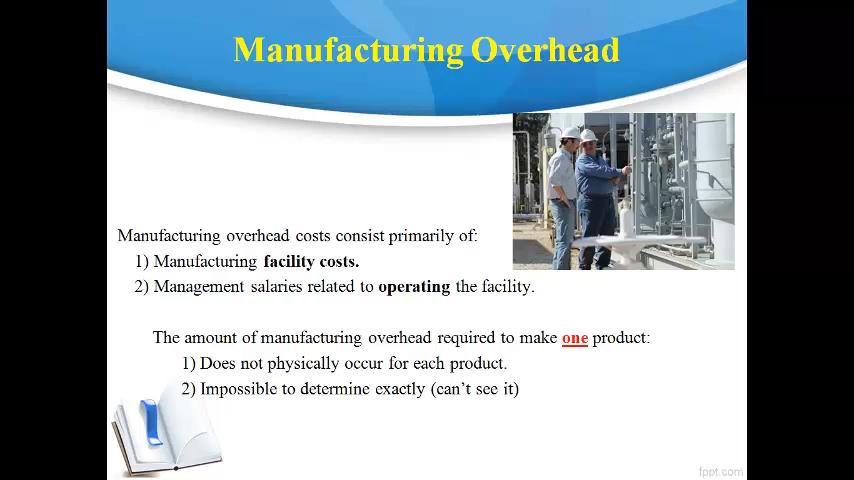 Manufacturing Overhead
Manufacturing overhead costs consist primarily of:
1) Manufacturing facility costs.
2) Management salaries related to operating the facility.
The amount of manufacturing overhead required to make one product:
1) Does not physically occur for each product.
2) Impossible to determine exactly (can't see it)
fppt.com